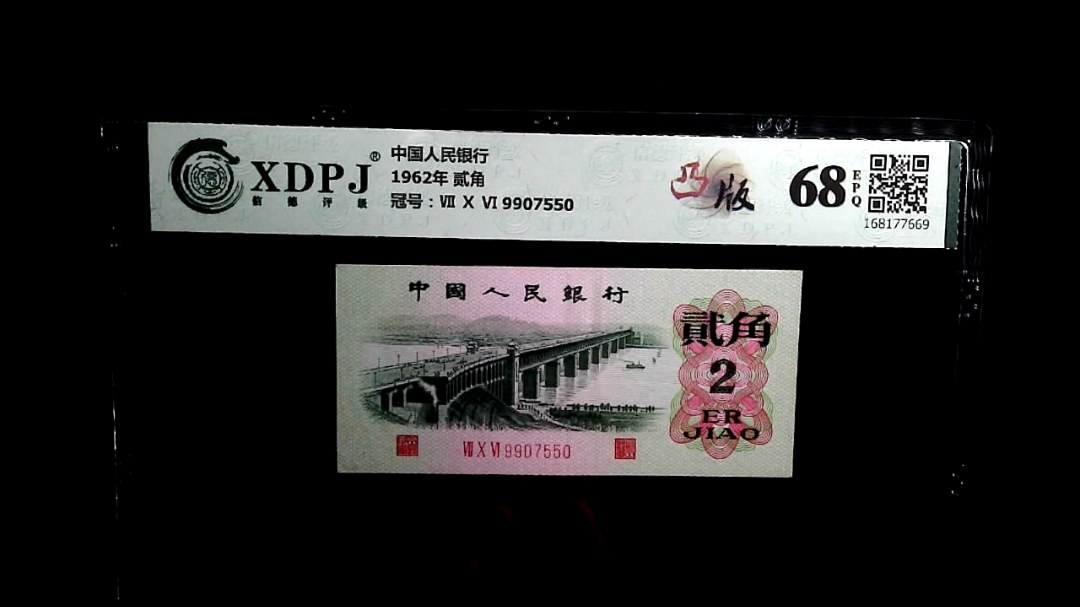 XDPJ®
信德评级
中国人民银行
1962年 贰角
冠号：Ⅶ Ⅹ Ⅵ 9907550
凸版
68
EPQ
168177669
中國人民銀行
貳角
2
ER
JIAO
Ⅶ Ⅹ Ⅵ 9907550